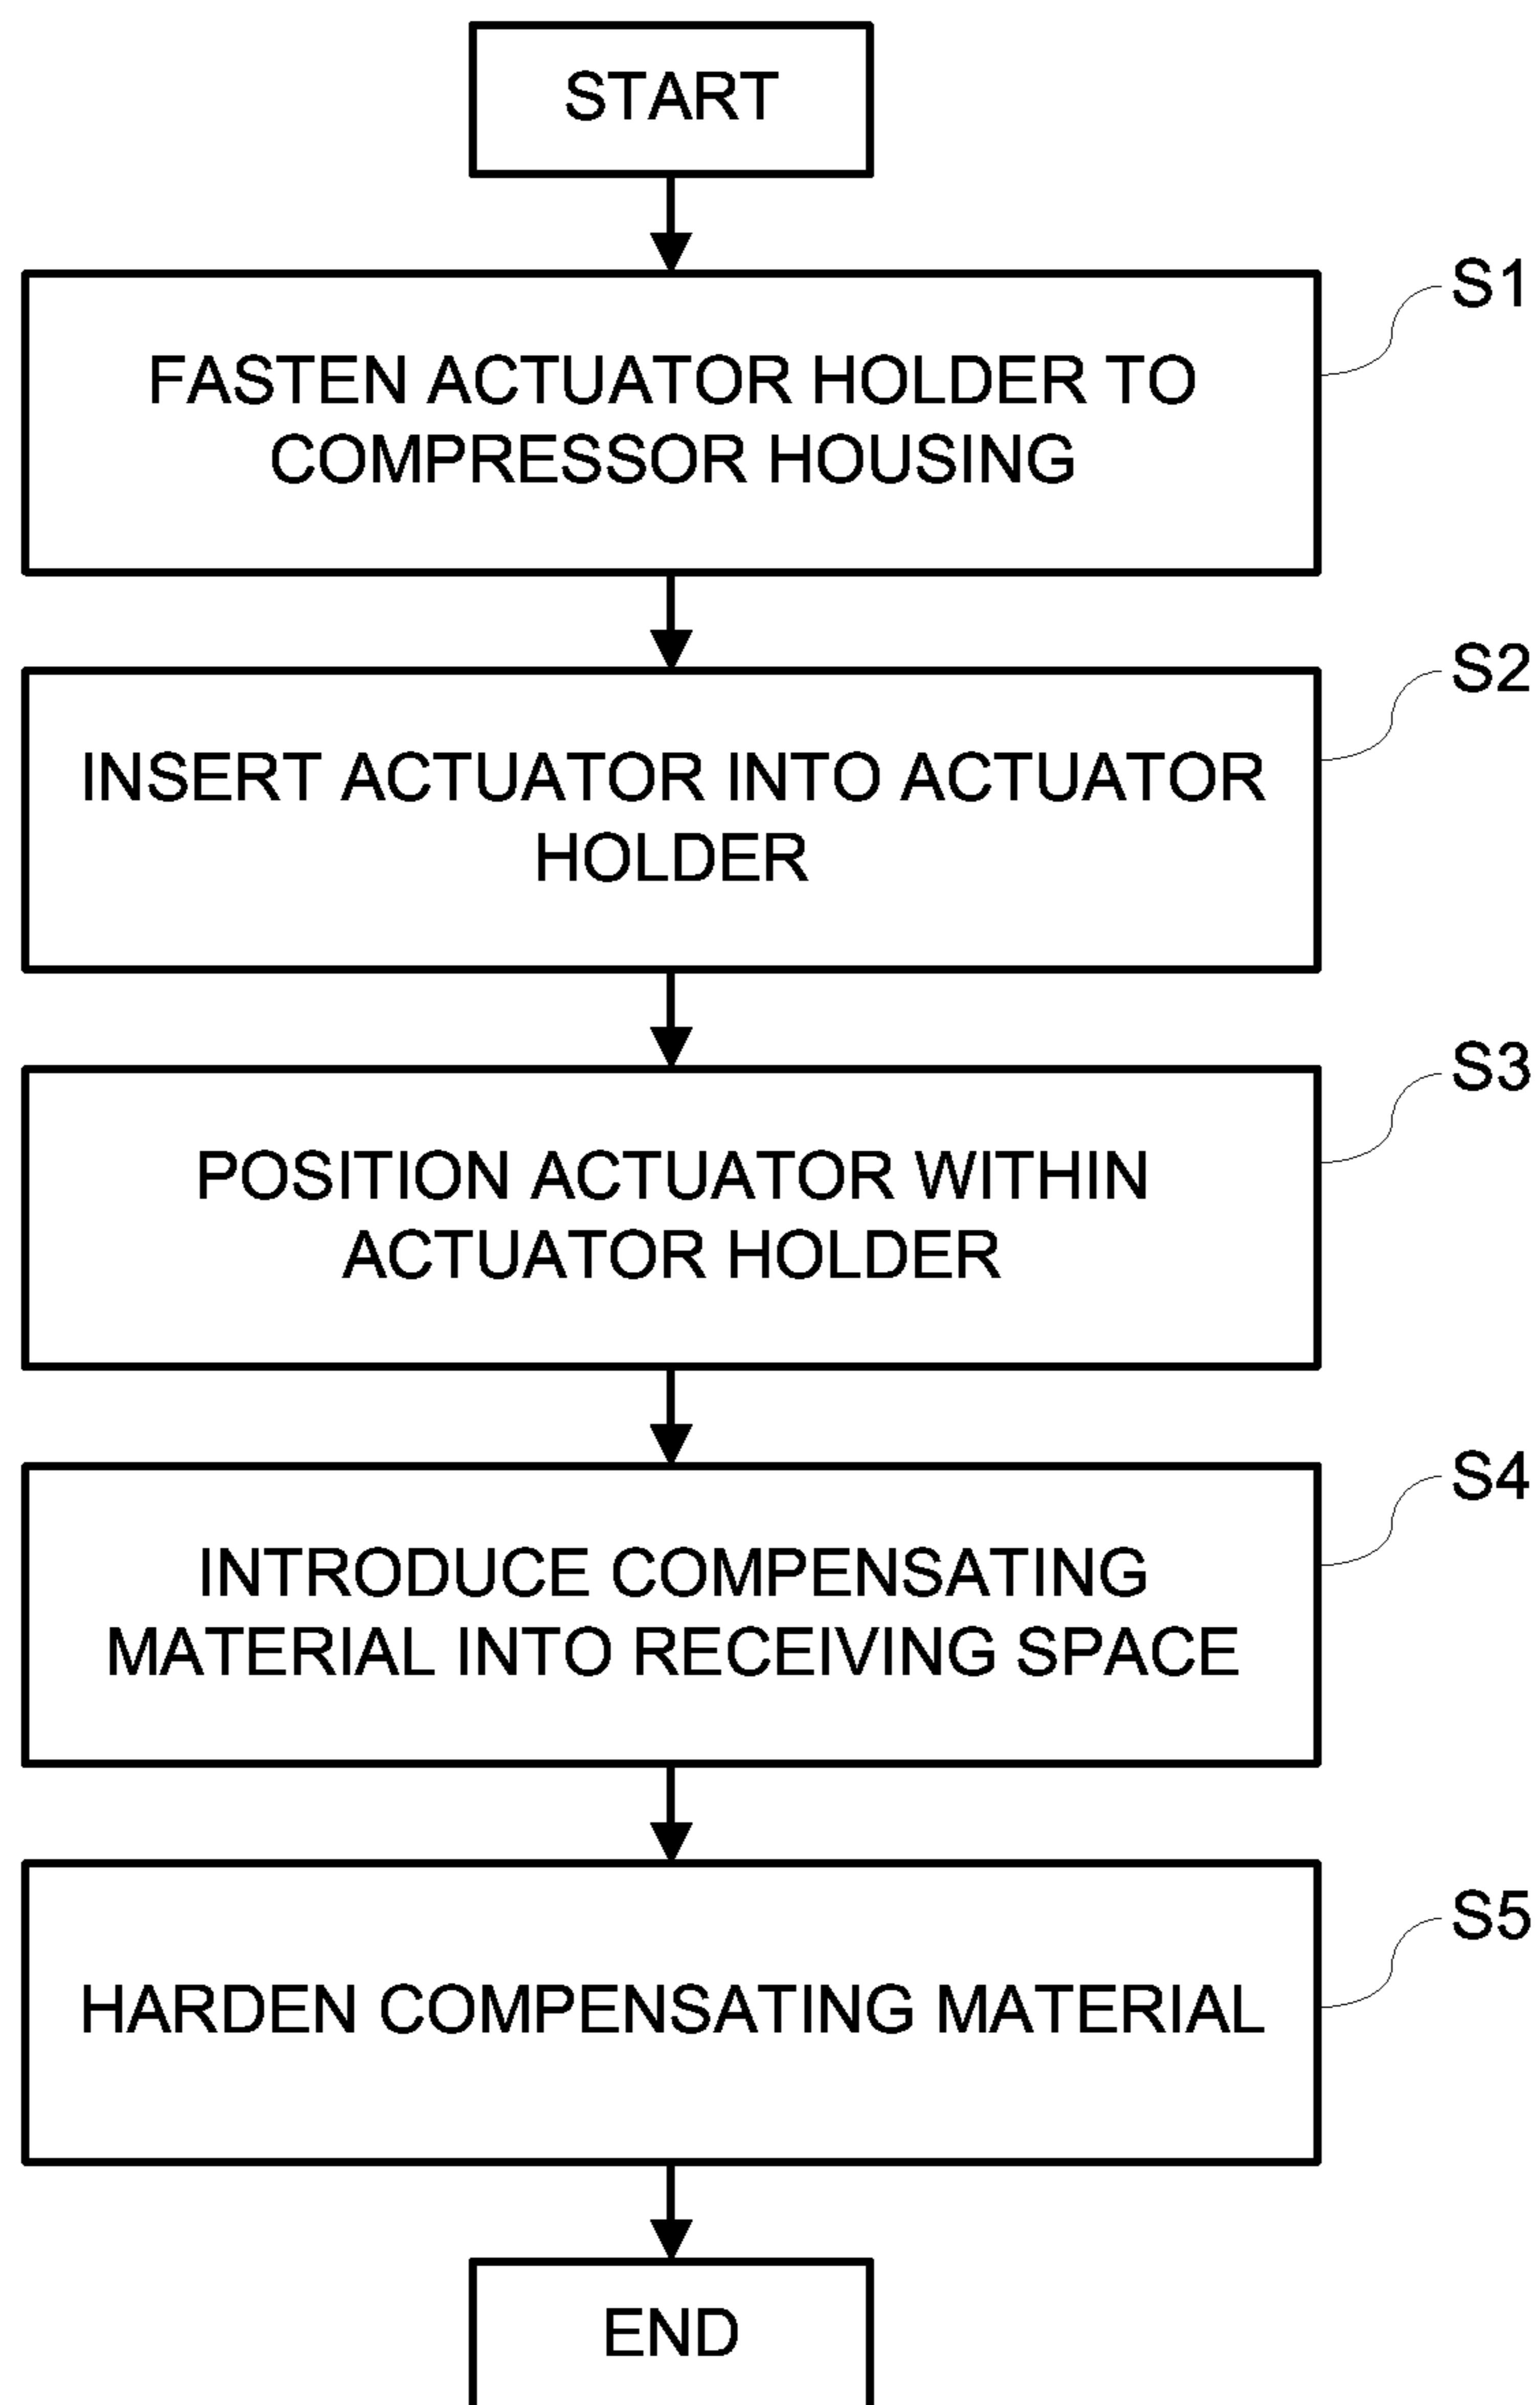 START
S1
FASTEN ACTUATOR HOLDER TO
COMPRESSOR HOUSING
S2
INSERT ACTUATOR INTO ACTUATOR
HOLDER
S3
POSITION ACTUATOR WITHIN
ACTUATOR HOLDER
S4
INTRODUCE COMPENSATING
MATERIAL INTO RECEIVING SPACE
S5
HARDEN COMPENSATING MATERIAL
END